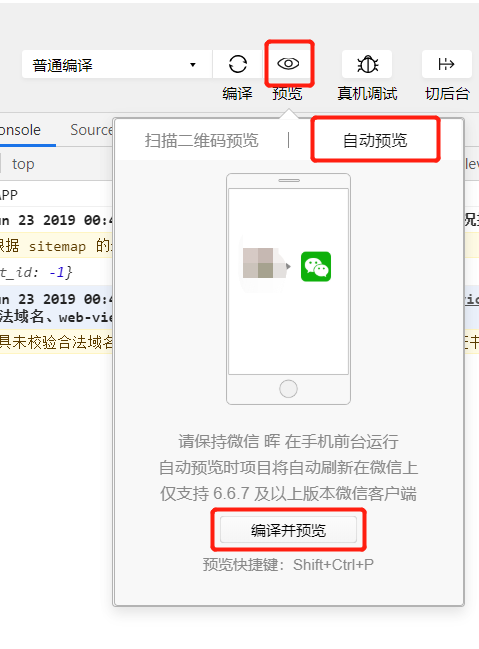 普通编译
编译 预览 真机调试 切后台
onsole Source
top lev
扫描二维码预览 | 自动预览
APP
un 23 2019 00:4
根据 sitemap 的
t_id: -1}
un 23 2019 00:4
法域名、web-vie
具未校验合法域名
请保持微信 晖 在手机前台运行
自动预览时项目将自动刷新在微信上
仅支持 6.6.7 及以上版本微信客户端
编译并预览
预览快捷键：Shift+Ctrl+P